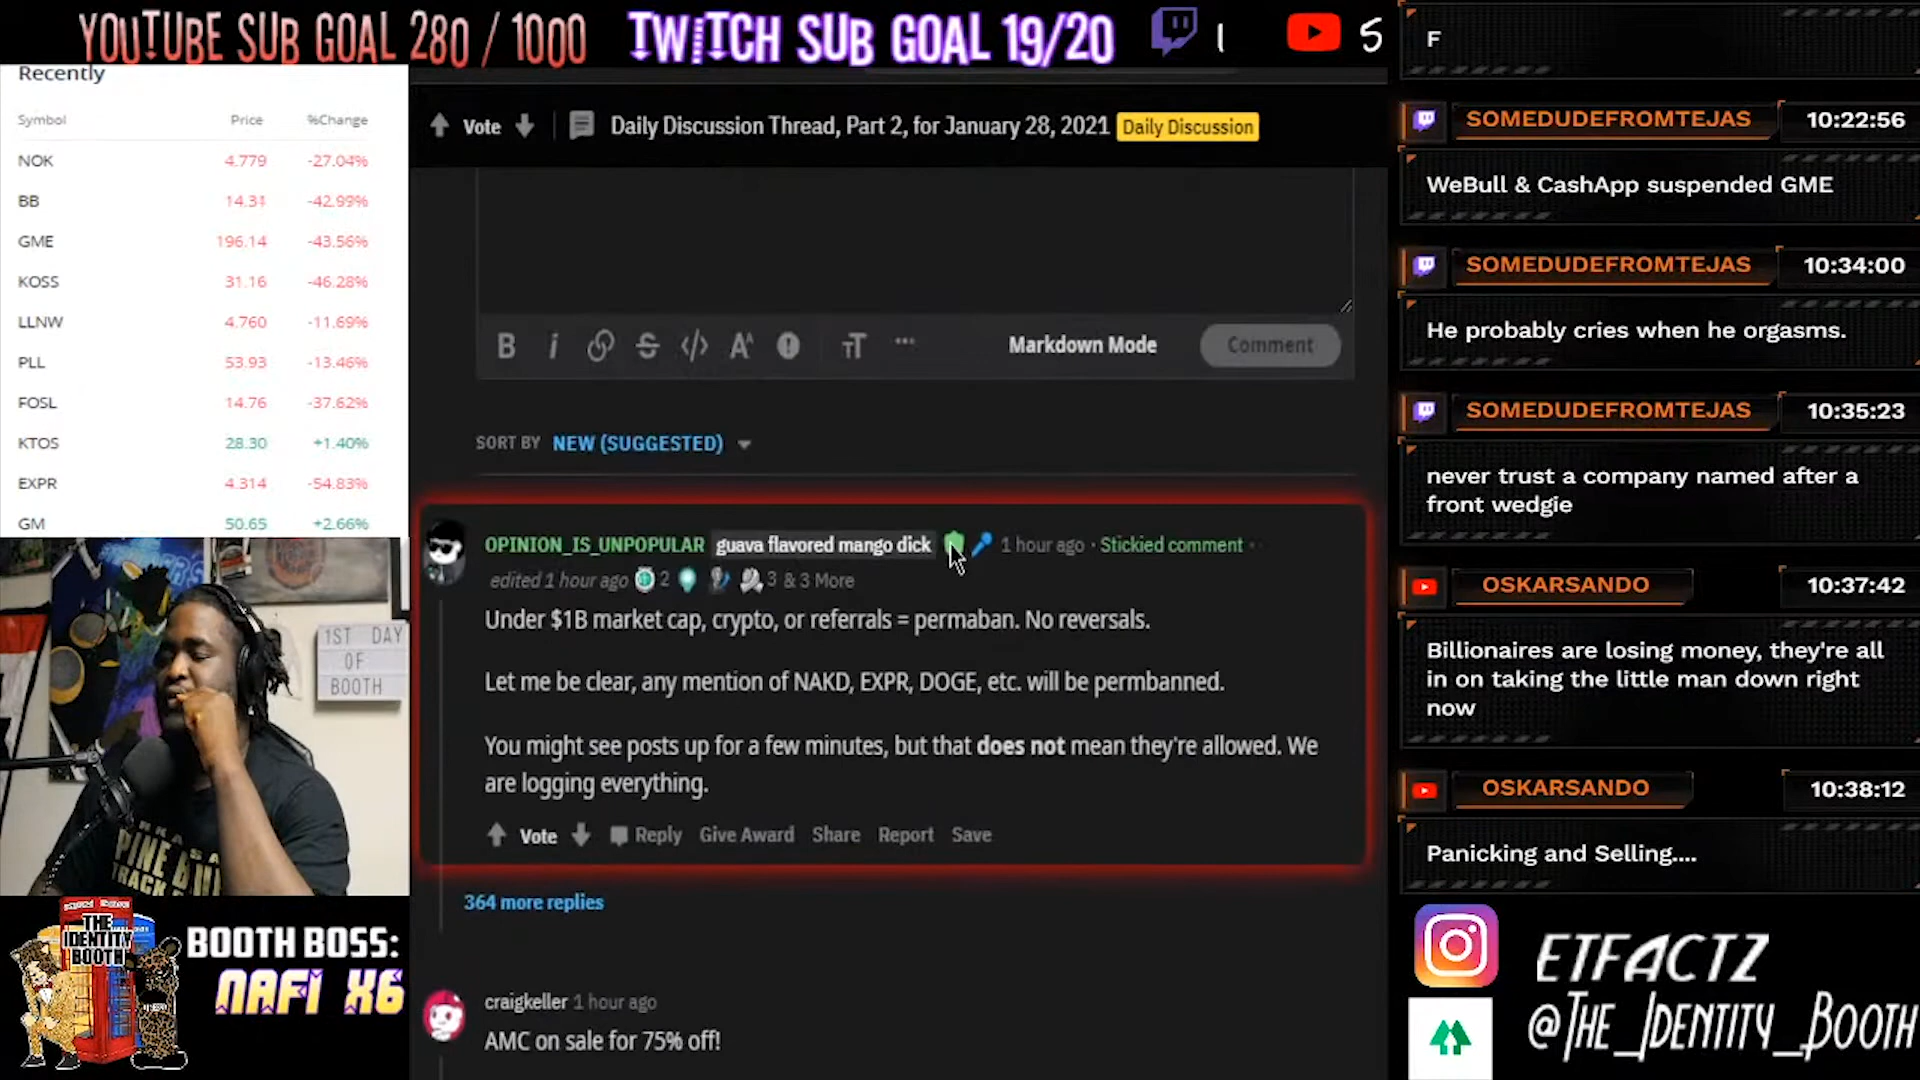 YOUTUBE SUB GOAL 280 / 1000
TWITCH SUB GOAL 19/20
Recently
Symbol Price %Change
NOK 4.779 -27.04%
BB 14.31 -42.99%
GME 196.14 -43.56%
KOSS 31.16 -46.28%
LLNW 4.760 -11.69%
PLL 53.93 -13.46%
FOSL 14.76 -37.62%
KTOS 28.30 +1.40%
EXPR 4.314 -54.83%
GM 50.65 +2.66%
1ST DAY
OF
BOOTH
PINE
TRACK
THE
IDENTITY
BOOTH
BOOTH BOSS:
NAFI X6
Vote
Daily Discussion Thread, Part 2, for January 28, 2021 Daily Discussion
Markdown Mode
Comment
SORT BY NEW (SUGGESTED)
OPINION_IS_UNPOPULAR guava flavored mango dick 1 hour ago · Stickied comment
edited 1 hour ago 2 3 & 3 More
Under $1B market cap, crypto, or referrals = permaban. No reversals.
Let me be clear, any mention of NAKD, EXPR, DOGE, etc. will be permbanned.
You might see posts up for a few minutes, but that does not mean they're allowed. We
are logging everything.
Vote Reply Give Award Share Report Save
364 more replies
craigkeller 1 hour ago
AMC on sale for 75% off!
5
F
SOMEDUDEFROMTEJAS 10:22:56
WeBull & CashApp suspended GME
SOMEDUDEFROMTEJAS 10:34:00
He probably cries when he orgasms.
SOMEDUDEFROMTEJAS 10:35:23
never trust a company named after a
front wedgie
OSKARSANDO 10:37:42
Billionaires are losing money, they're all
in on taking the little man down right
now
OSKARSANDO 10:38:12
Panicking and Selling....
ETFACTZ
@THE_IDENTITY_BOOTH